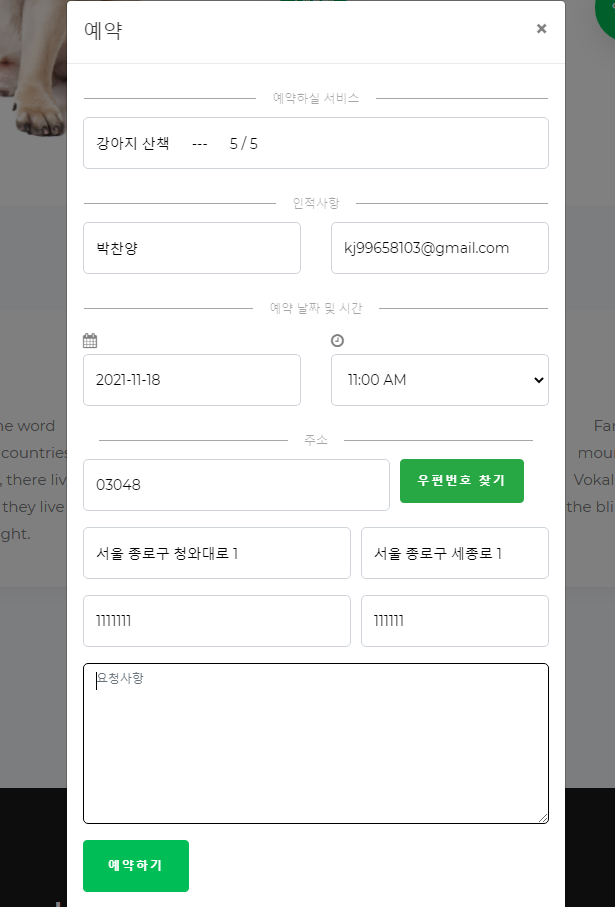 예약 ×
예약하실 서비스
강아지 산책 --- 5 / 5
인적사항
박찬양 kj99658103@gmail.com
예약 날짜 및 시간
2021-11-18 11:00 AM
주소
03048 우편번호 찾기
서울 종로구 청와대로 1 서울 종로구 세종로 1
1111111 111111
요청사항
예약하기
word
countries
there liv
they live
ght.
Vokal
the bli